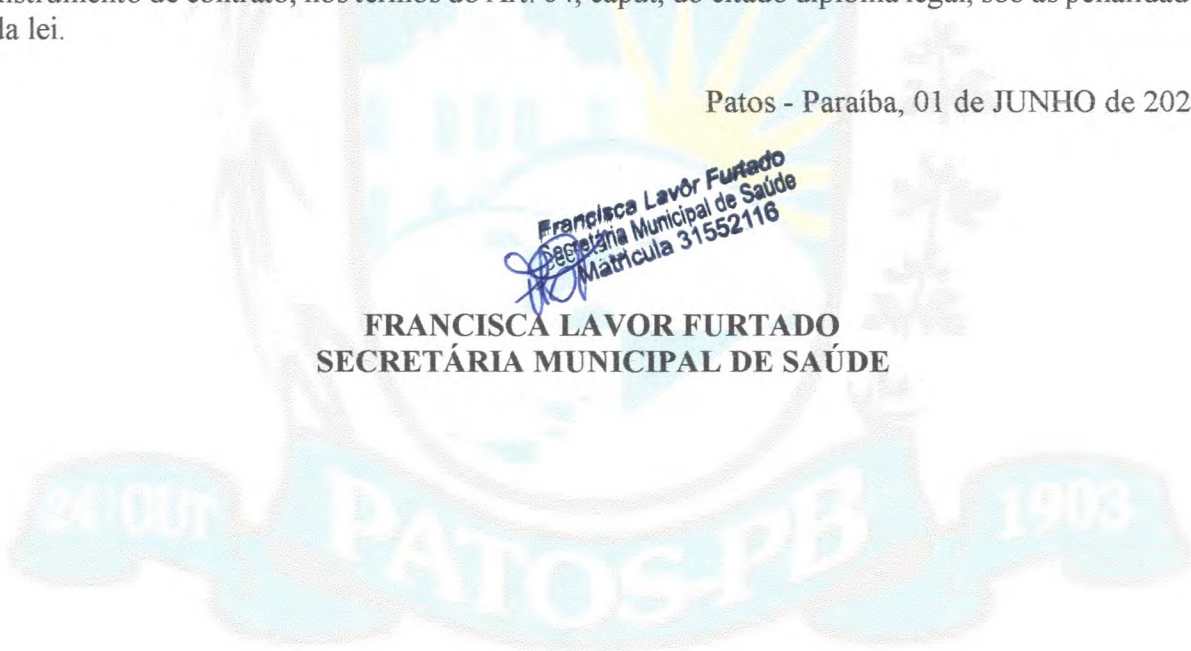 instrumento de contrato, nos termos do Art. 64, caput, do citado diploma legal, sob as penalidad
da lei.
Patos - Paraíba, 01 de JUNHO de 202
Francisca Lavôr Furtado
Secretária Municipal de Saúde
Matricula 31552116
FRANCISCA LAVOR FURTADO
SECRETÁRIA MUNICIPAL DE SAÚDE
24 OUT
PATOS-PB
1903